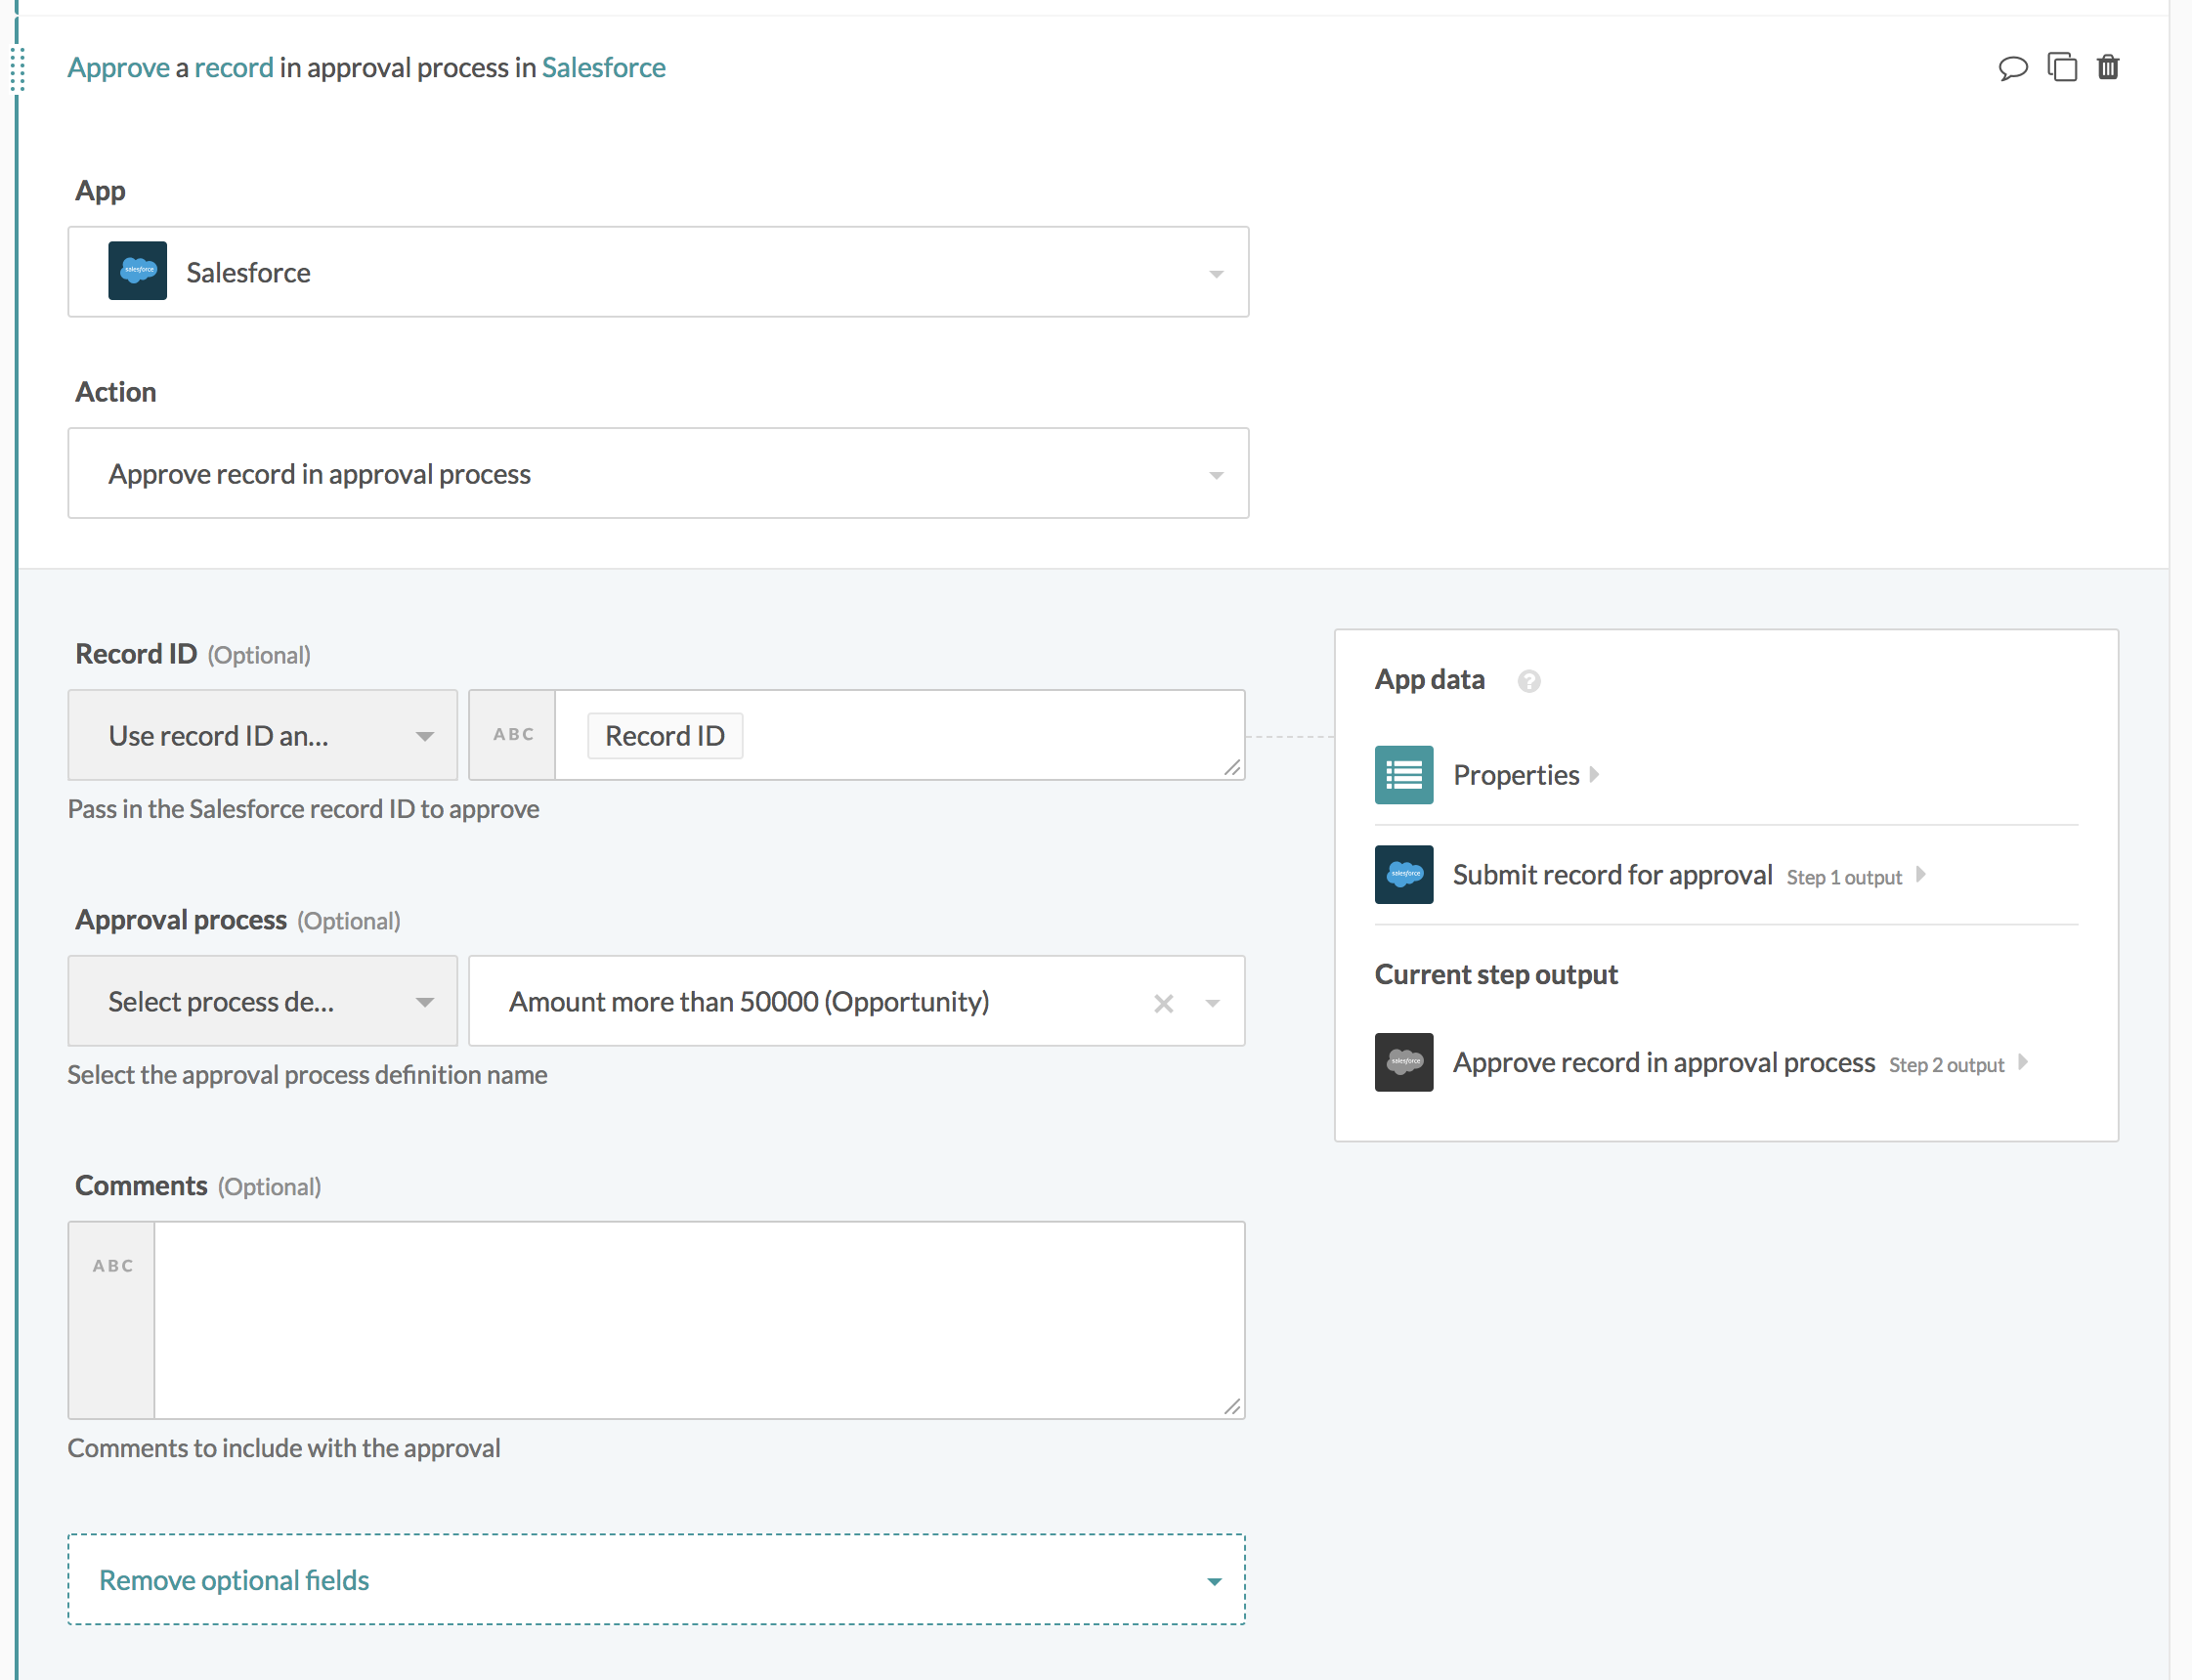 Approve a record in approval process in Salesforce
App
salesforce
Salesforce
Action
Approve record in approval process
Record ID (Optional)
Use record ID an...
ABC
Record ID
Pass in the Salesforce record ID to approve
Approval process (Optional)
Select process de...
Amount more than 50000 (Opportunity)
Select the approval process definition name
Comments (Optional)
ABC
Comments to include with the approval
Remove optional fields
App data ?
Properties
salesforce
Submit record for approval Step 1 output
Current step output
salesforce
Approve record in approval process Step 2 output